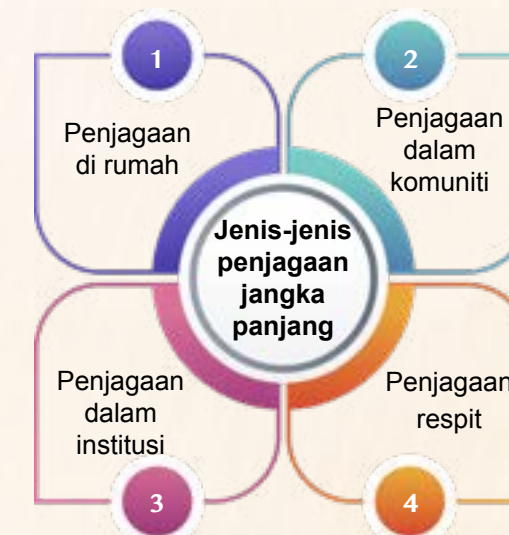 1
Penjagaan
di rumah
2
Penjagaan
dalam
komuniti
Jenis-jenis
penjagaan
jangka
panjang
Penjagaan
dalam
institusi
3
Penjagaan
respit
4